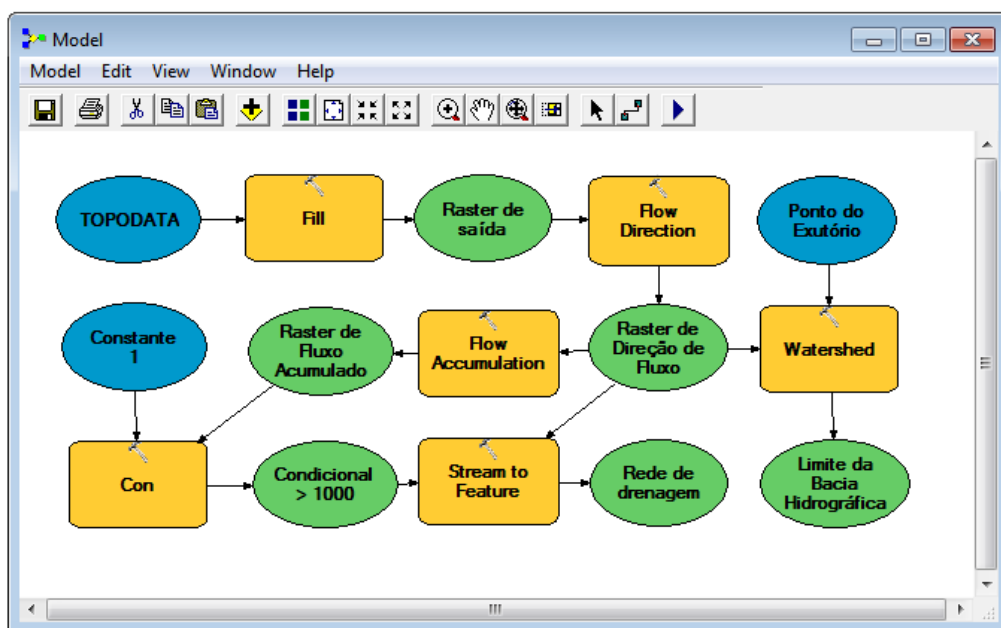 Model
Model Edit View Window Help
TOPODATA
Fill
Raster de
saída
Flow
Direction
Ponto do
Exutório
Constante
1
Raster de
Fluxo
Acumulado
Flow
Accumulation
Raster de
Direção de
Fluxo
Watershed
Con
Condicional
> 1000
Stream to
Feature
Rede de
drenagem
Limite da
Bacia
Hidrográfica